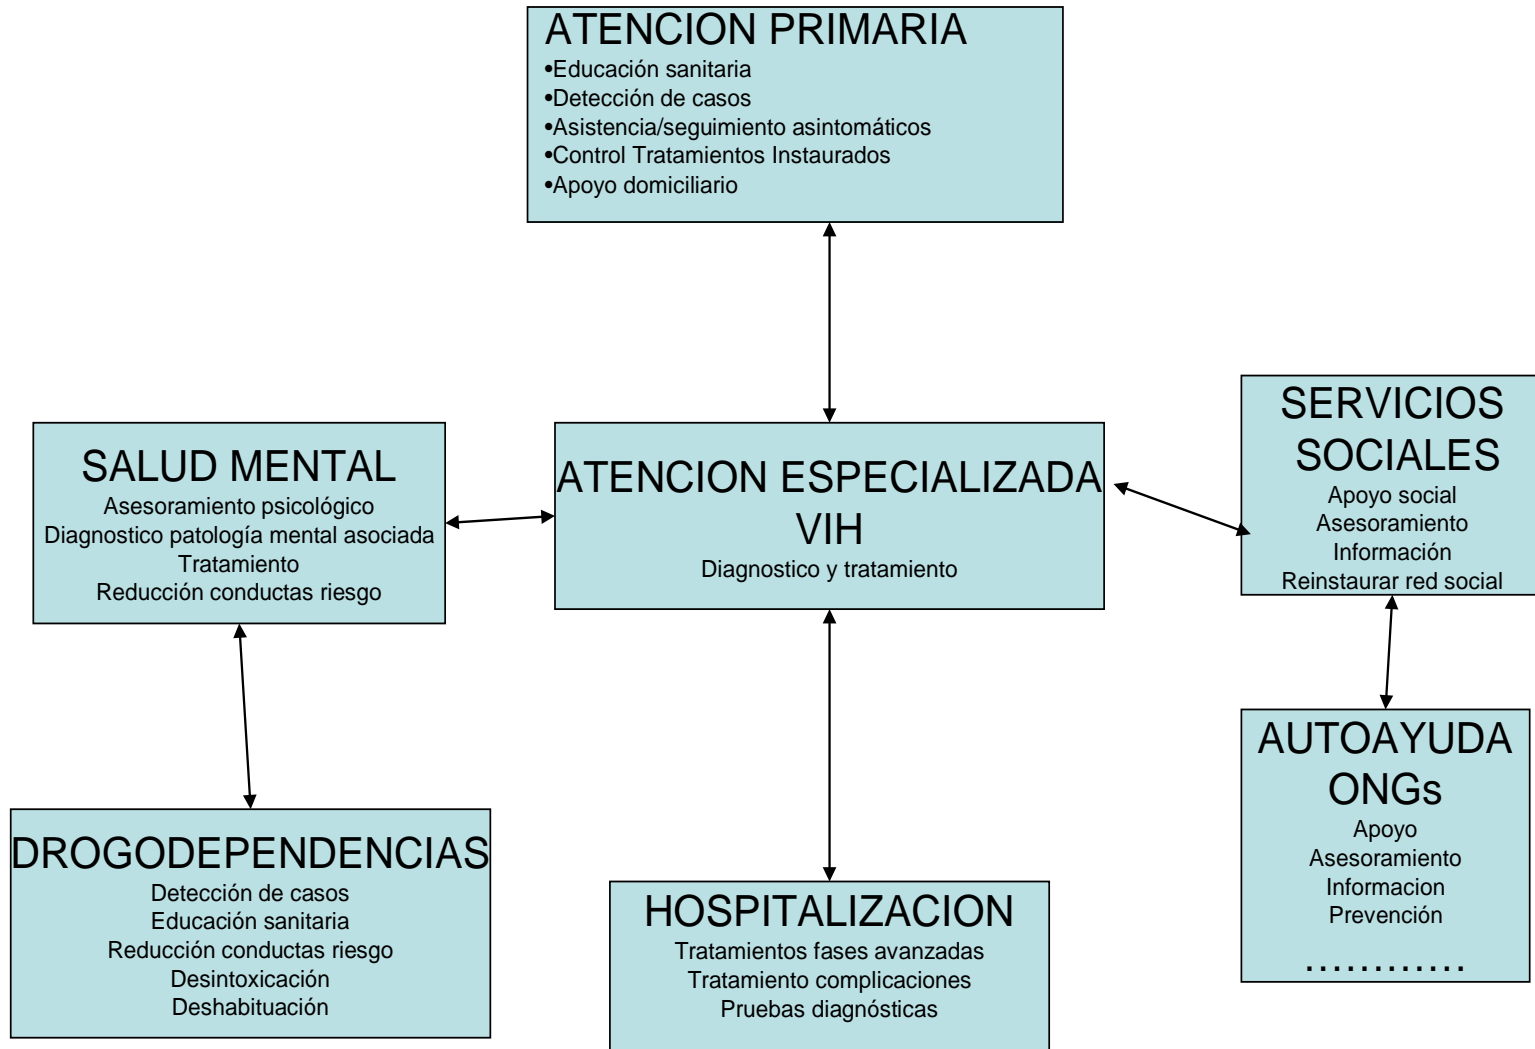 ATENCION PRIMARIA
•Educación sanitaria
•Detección de casos
•Asistencia/seguimiento asintomáticos
•Control Tratamientos Instaurados
•Apoyo domiciliario
SALUD MENTAL
Asesoramiento psicológico
Diagnostico patología mental asociada
Tratamiento
Reducción conductas riesgo
ATENCION ESPECIALIZADA
VIH
Diagnostico y tratamiento
SERVICIOS
SOCIALES
Apoyo social
Asesoramiento
Información
Reinstaurar red social
DROGODEPENDENCIAS
Detección de casos
Educación sanitaria
Reducción conductas riesgo
Desintoxicación
Deshabituación
HOSPITALIZACION
Tratamientos fases avanzadas
Tratamiento complicaciones
Pruebas diagnósticas
AUTOAYUDA
ONGs
Apoyo
Asesoramiento
Informacion
Prevención
............